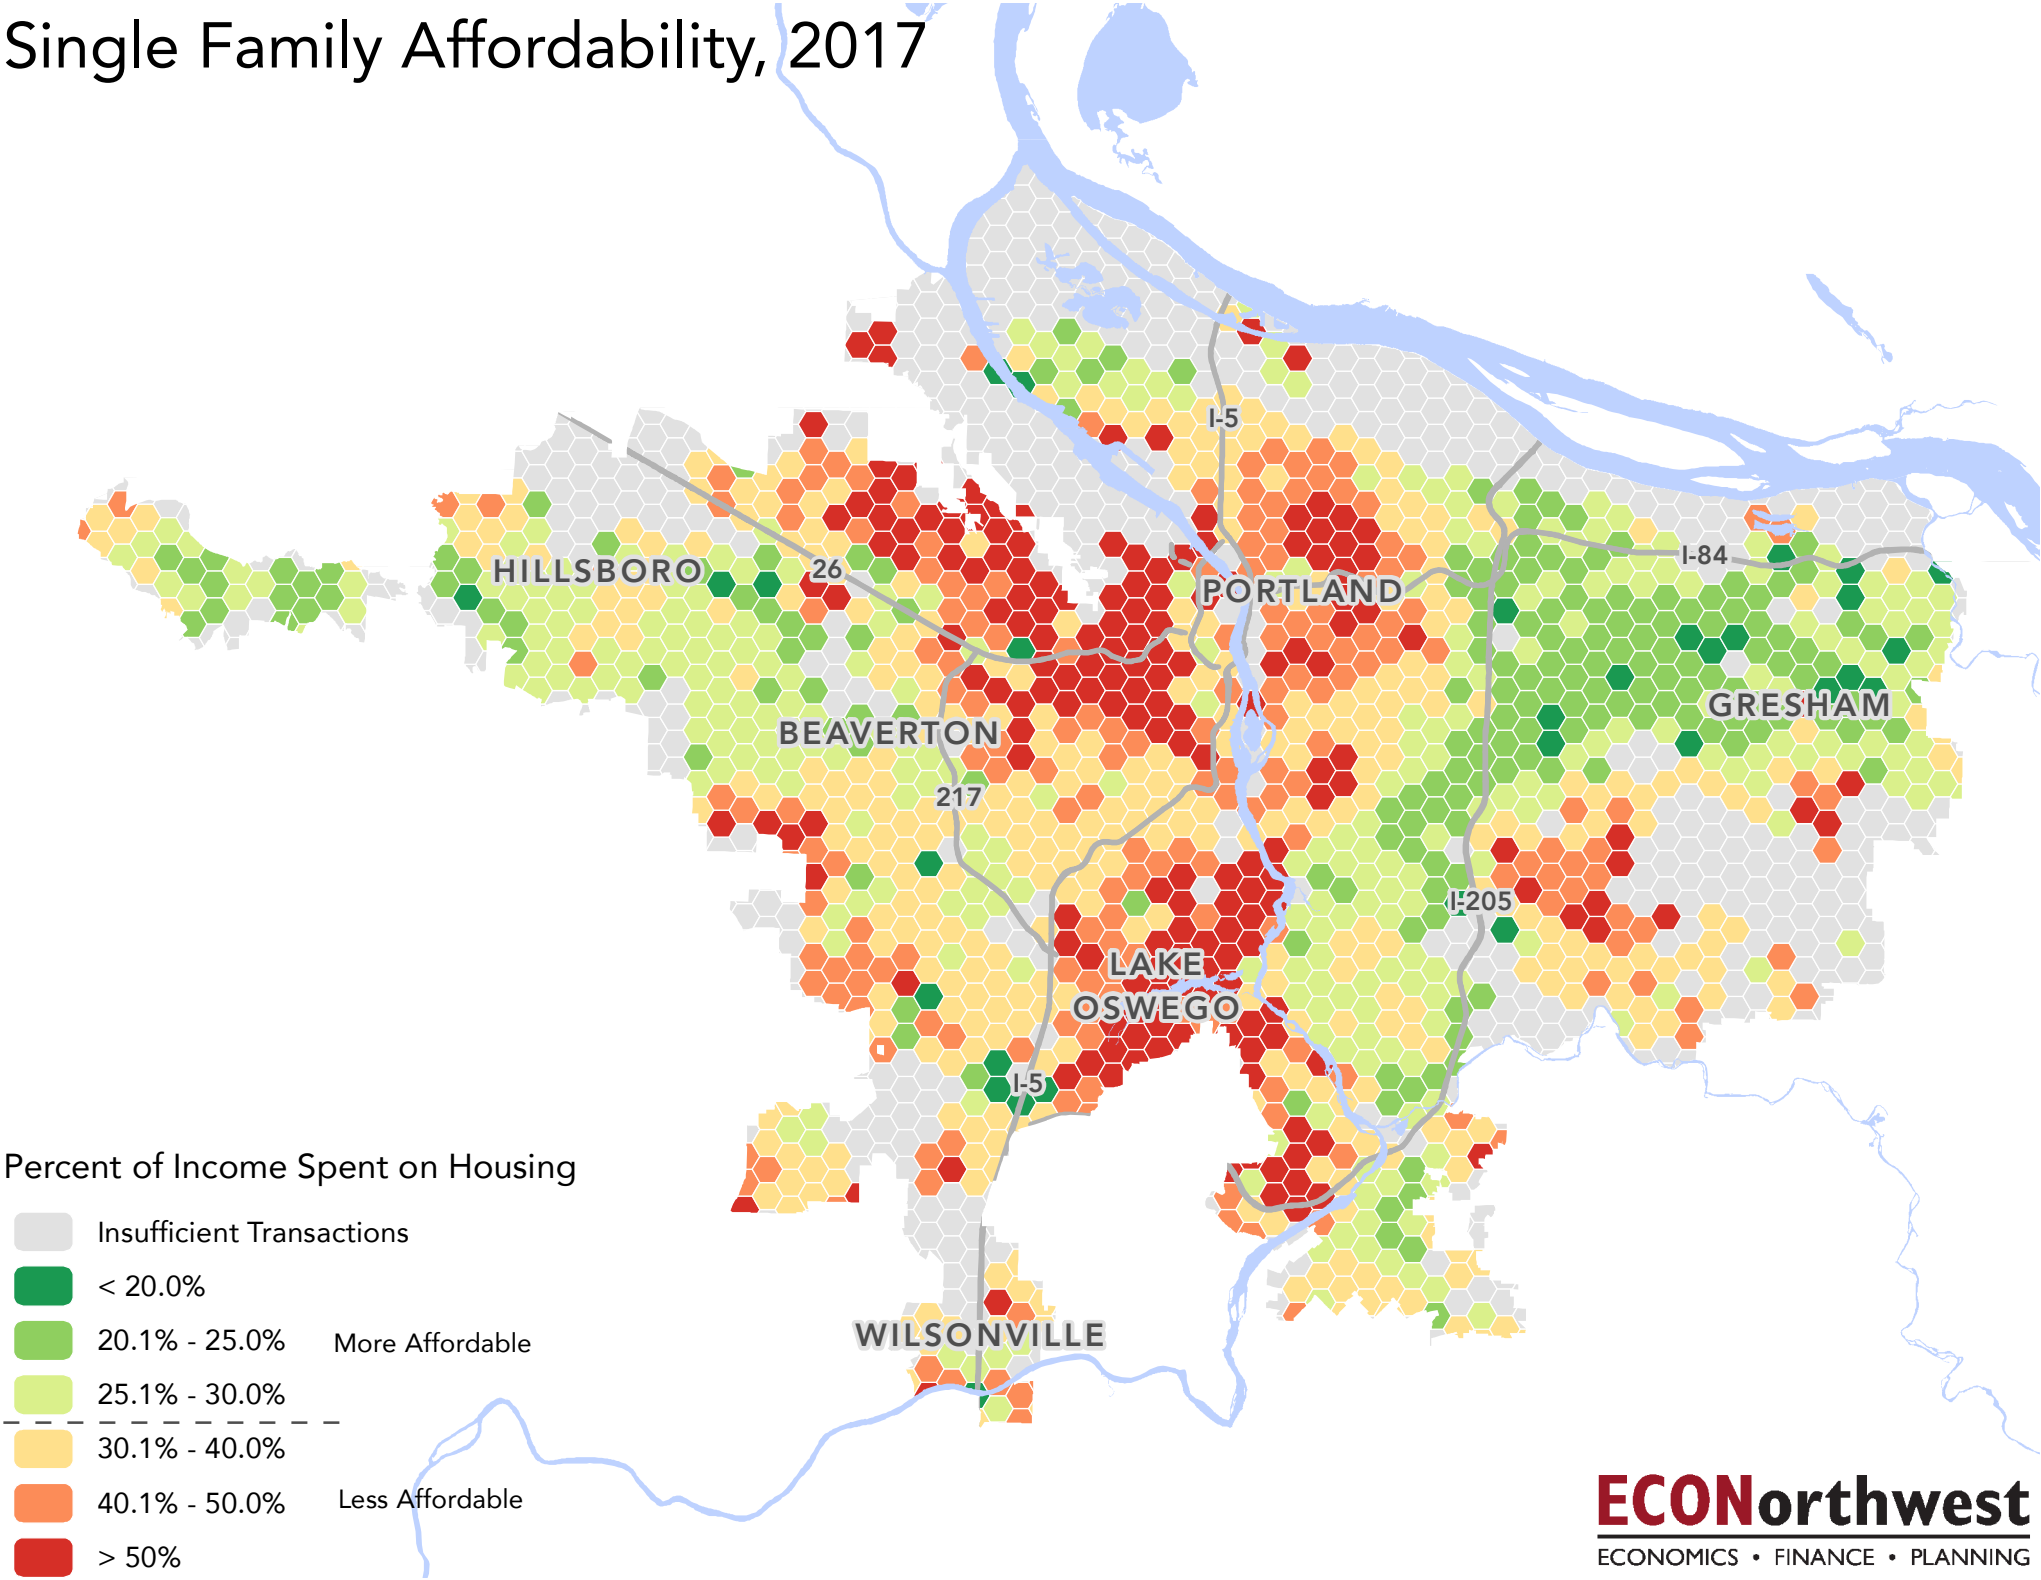 Single Family Affordability, 2017
I-5
HILLSBORO
26
PORTLAND
I-84
GRESHAM
BEAVERTON
217
I-205
LAKE
OSWEGO
I-5
WILSONVILLE
Percent of Income Spent on Housing
Insufficient Transactions
< 20.0%
20.1% - 25.0%
More Affordable
25.1% - 30.0%
30.1% - 40.0%
40.1% - 50.0%
Less Affordable
> 50%
ECONorthwest
ECONOMICS • FINANCE • PLANNING